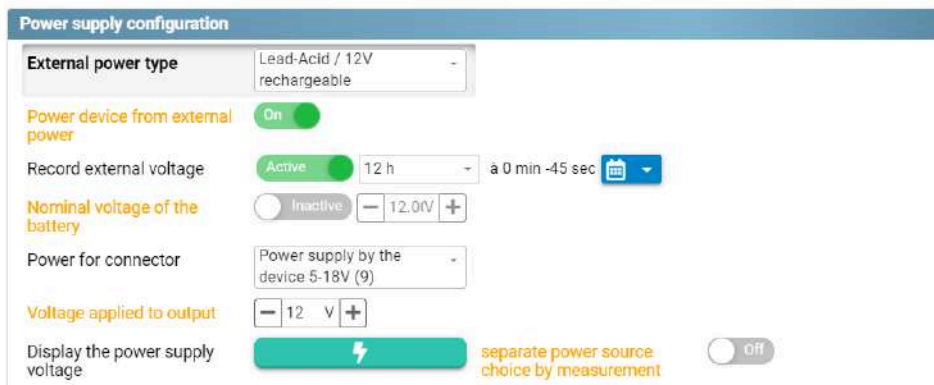 Power supply configuration
External power type
Lead-Acid / 12V
rechargeable
Power device from external
power
On
Record external voltage
Active
12 h
à 0 min -45 sec
Nominal voltage of the
battery
Inactive
12.0(V
Power for connector
Power supply by the
device 5-18V (9)
Voltage applied to output
12 V
Display the power supply
voltage
separate power source
choice by measurement
Off